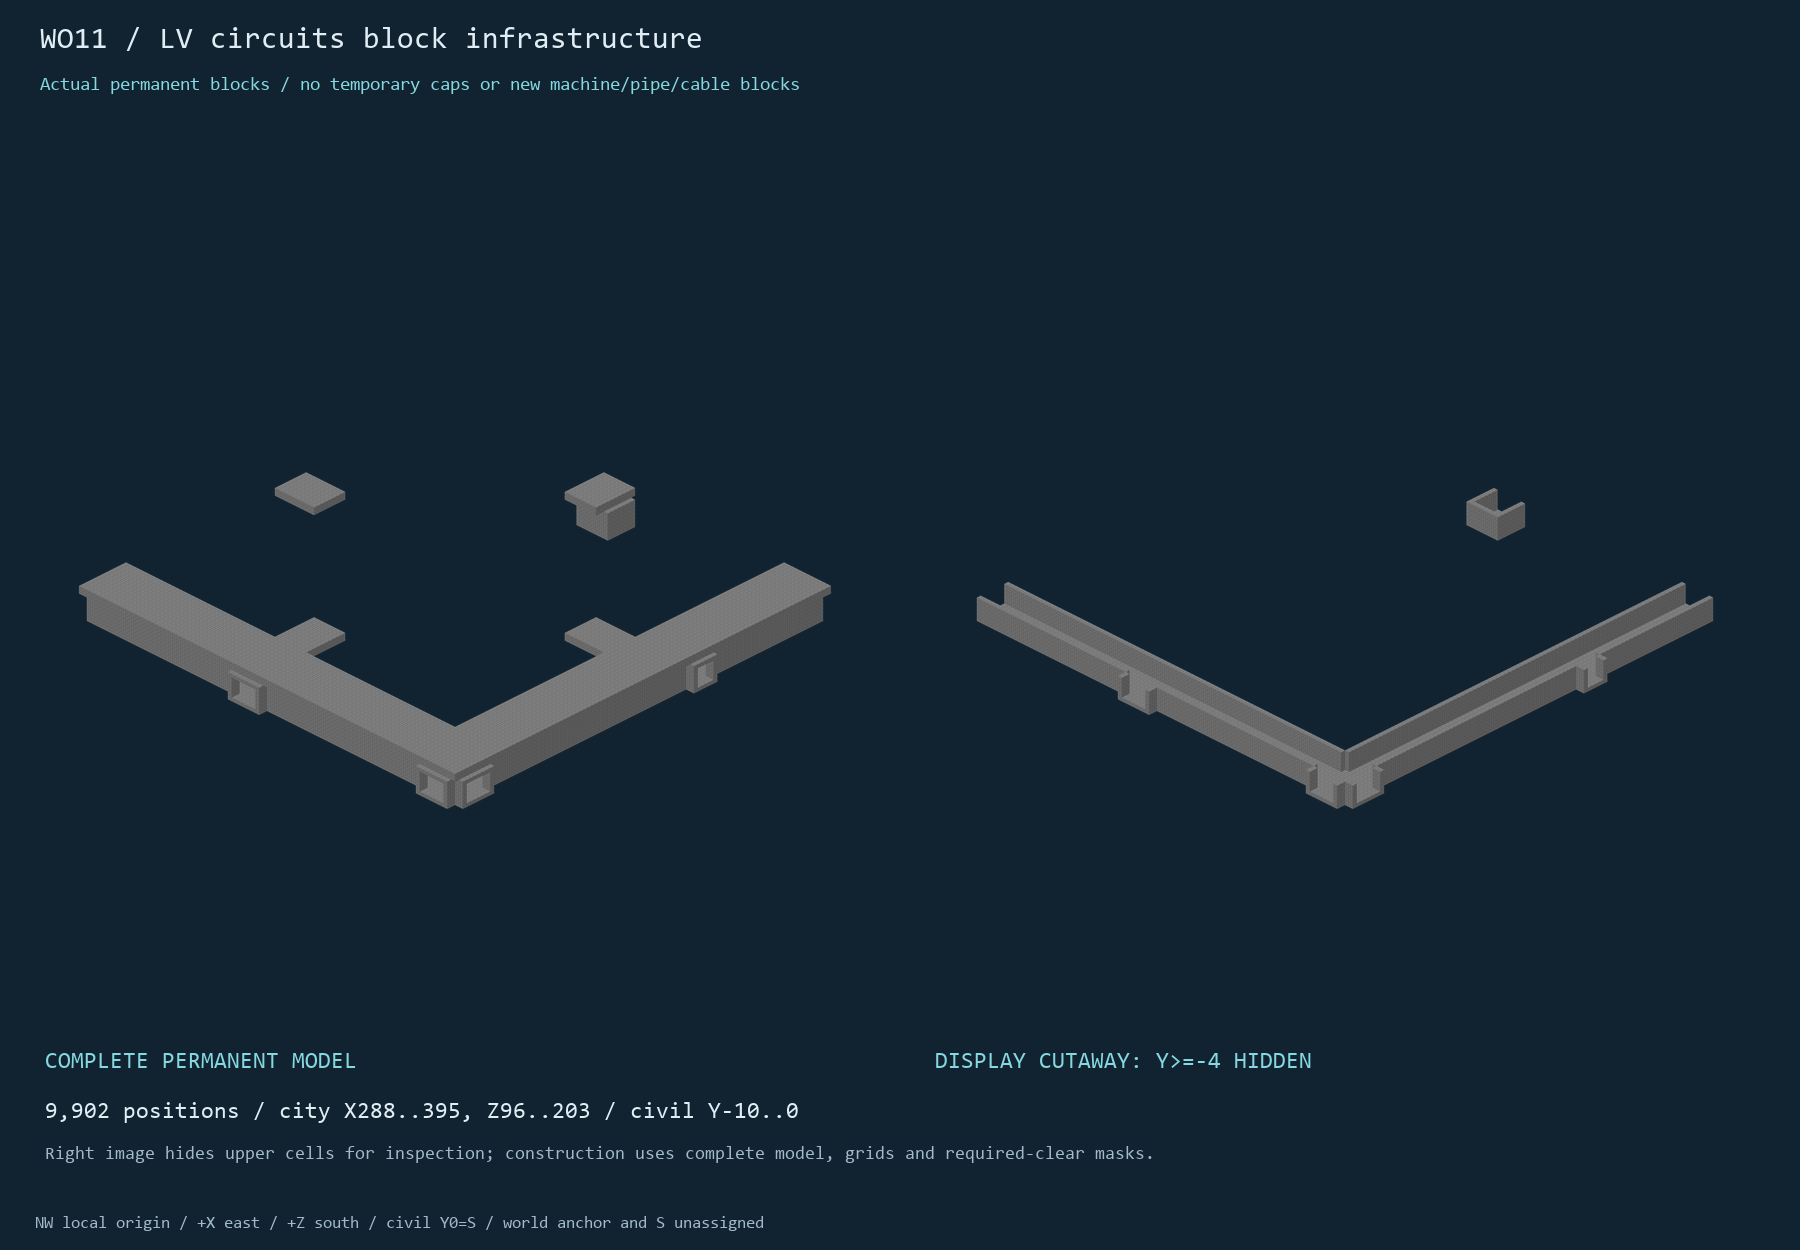 WO11 / LV circuits block infrastructure
Actual permanent blocks / no temporary caps or new machine/pipe/cable blocks
COMPLETE PERMANENT MODEL
DISPLAY CUTAWAY: Y>=-4 HIDDEN
9,902 positions / city X288..395, Z96..203 / civil Y-10..0
Right image hides upper cells for inspection; construction uses complete model, grids and required-clear masks.
NW local origin / +X east / +Z south / civil Y0=S / world anchor and S unassigned